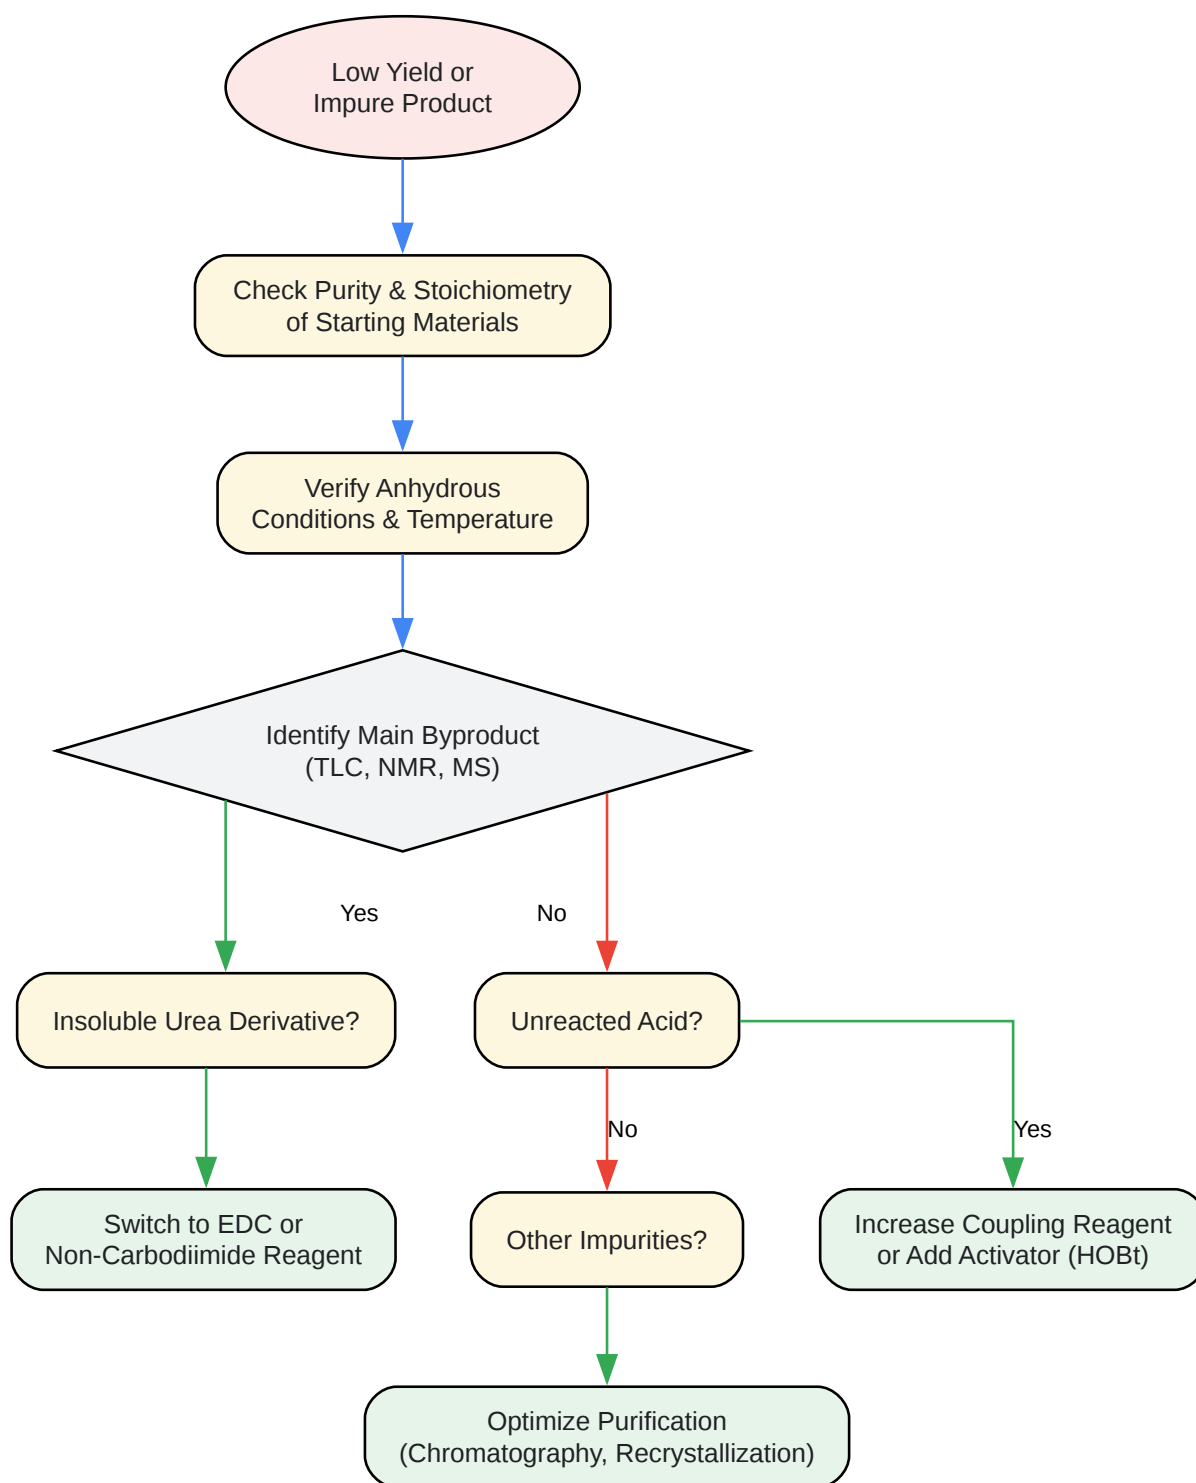 Low Yield or
Impure Product
Check Purity & Stoichiometry
of Starting Materials
Verify Anhydrous
Conditions & Temperature
Identify Main Byproduct
(TLC, NMR, MS)
Yes
No
Insoluble Urea Derivative?
Unreacted Acid?
No
Yes
Switch to EDC or
Non-Carbodiimide Reagent
Other Impurities?
Increase Coupling Reagent
or Add Activator (HOBt)
Optimize Purification
(Chromatography, Recrystallization)